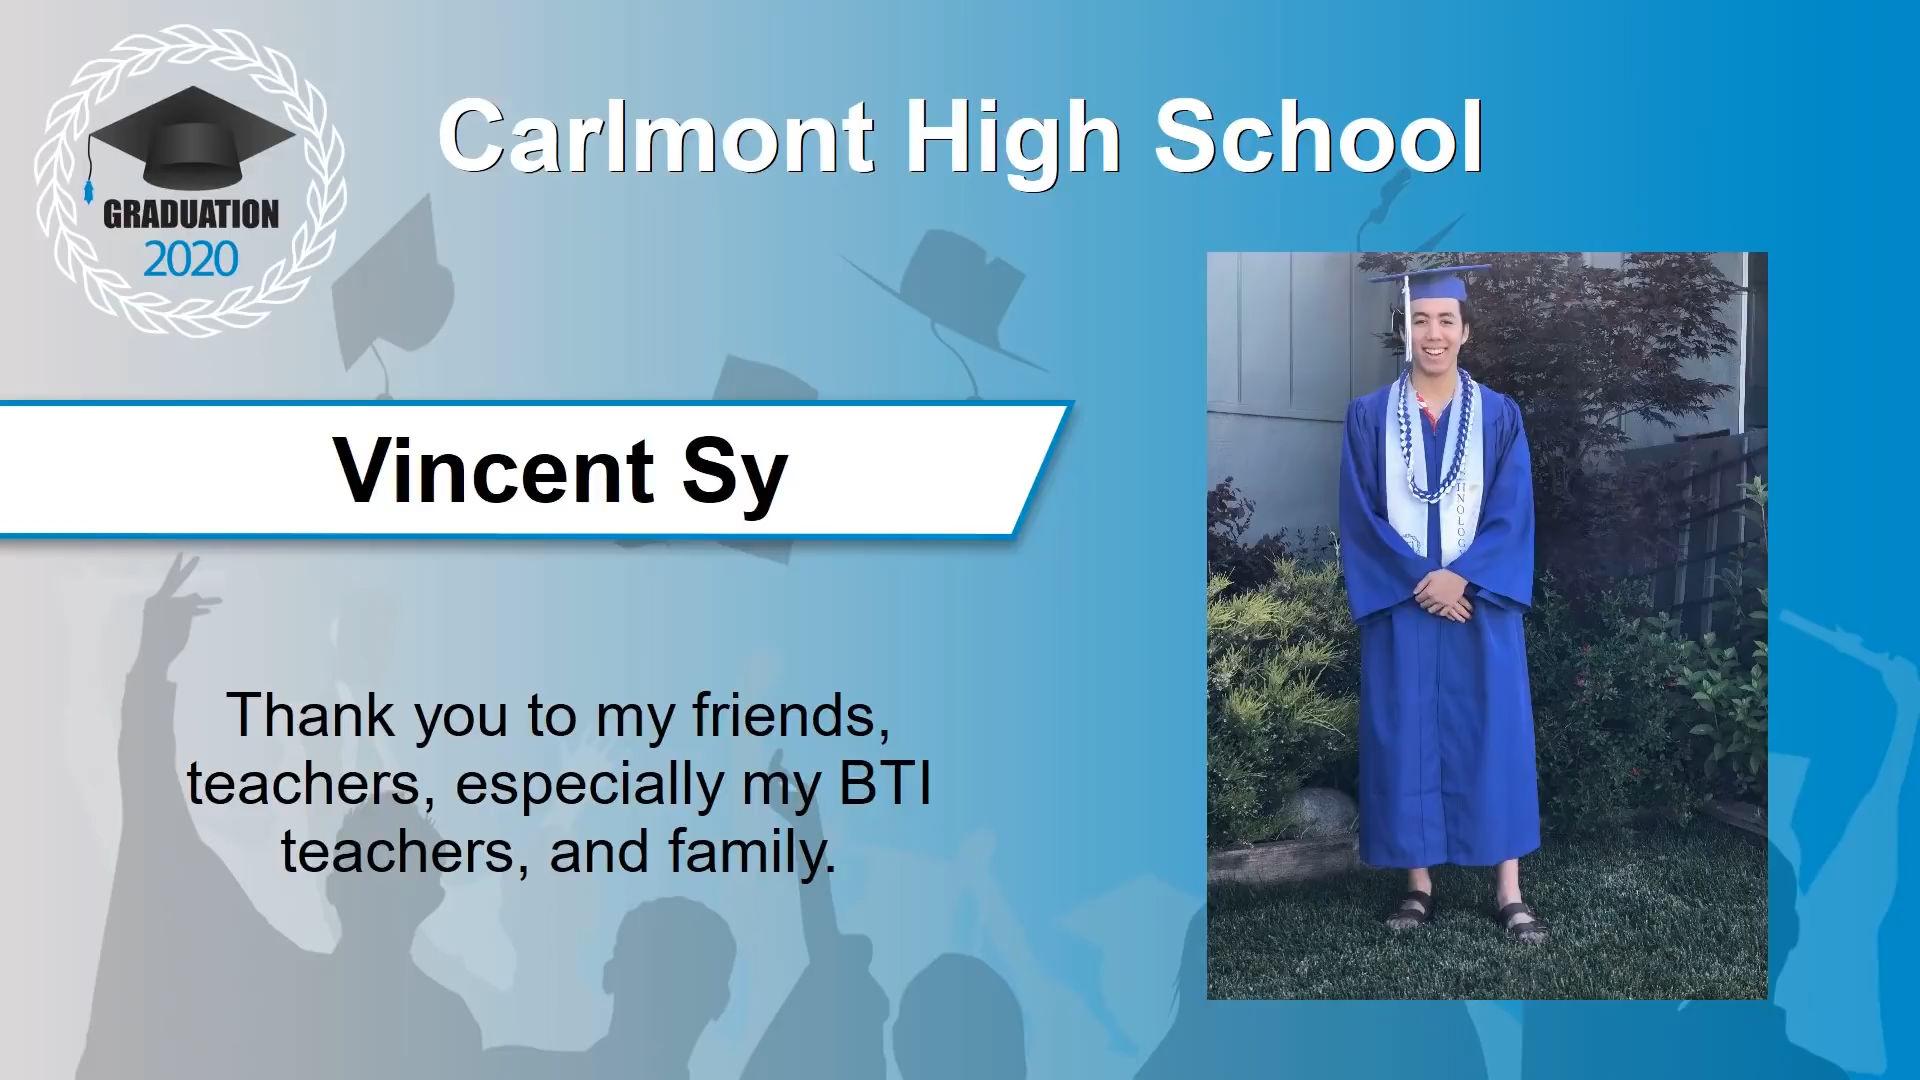 GRADUATION
2020
Carlmont High School
Vincent Sy
Thank you to my friends,
teachers, especially my BTI
teachers, and family.